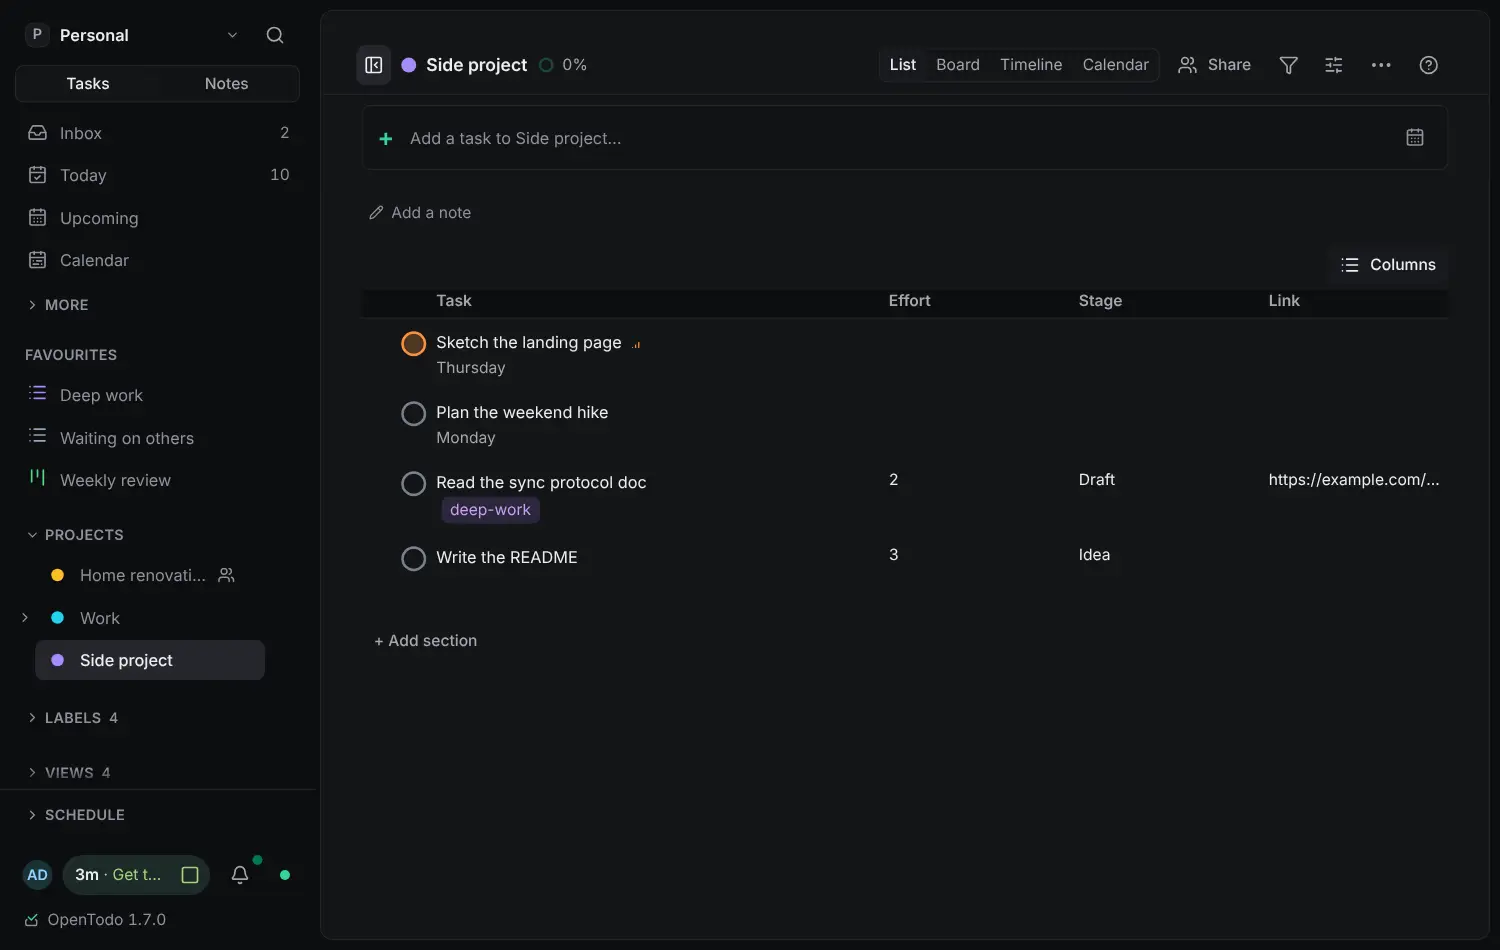 P Personal
Tasks Notes
Inbox 2
Today 10
Upcoming
Calendar
MORE
FAVOURITES
Deep work
Waiting on others
Weekly review
PROJECTS
Home renovati...
Work
Side project
LABELS 4
VIEWS 4
SCHEDULE
AD 3m · Get t...
OpenTodo 1.7.0
Side project 0%
List Board Timeline Calendar Share
Add a task to Side project...
Add a note
Columns
Task Effort Stage Link
Sketch the landing page
Thursday
Plan the weekend hike
Monday
Read the sync protocol doc 2 Draft https://example.com/...
deep-work
Write the README 3 Idea
+ Add section